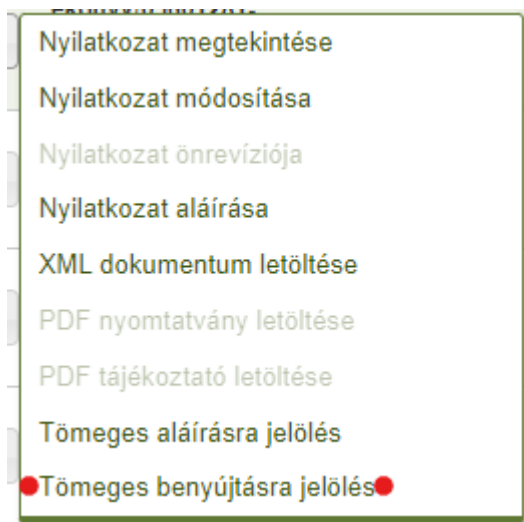 Nyilatkozat megtekintése
Nyilatkozat módosítása
Nyilatkozat önrevíziója
Nyilatkozat aláírása
XML dokumentum letöltése
PDF nyomtatvány letöltése
PDF tájékoztató letöltése
Tömeges aláírásra jelölés
Tömeges benyújtásra jelölés